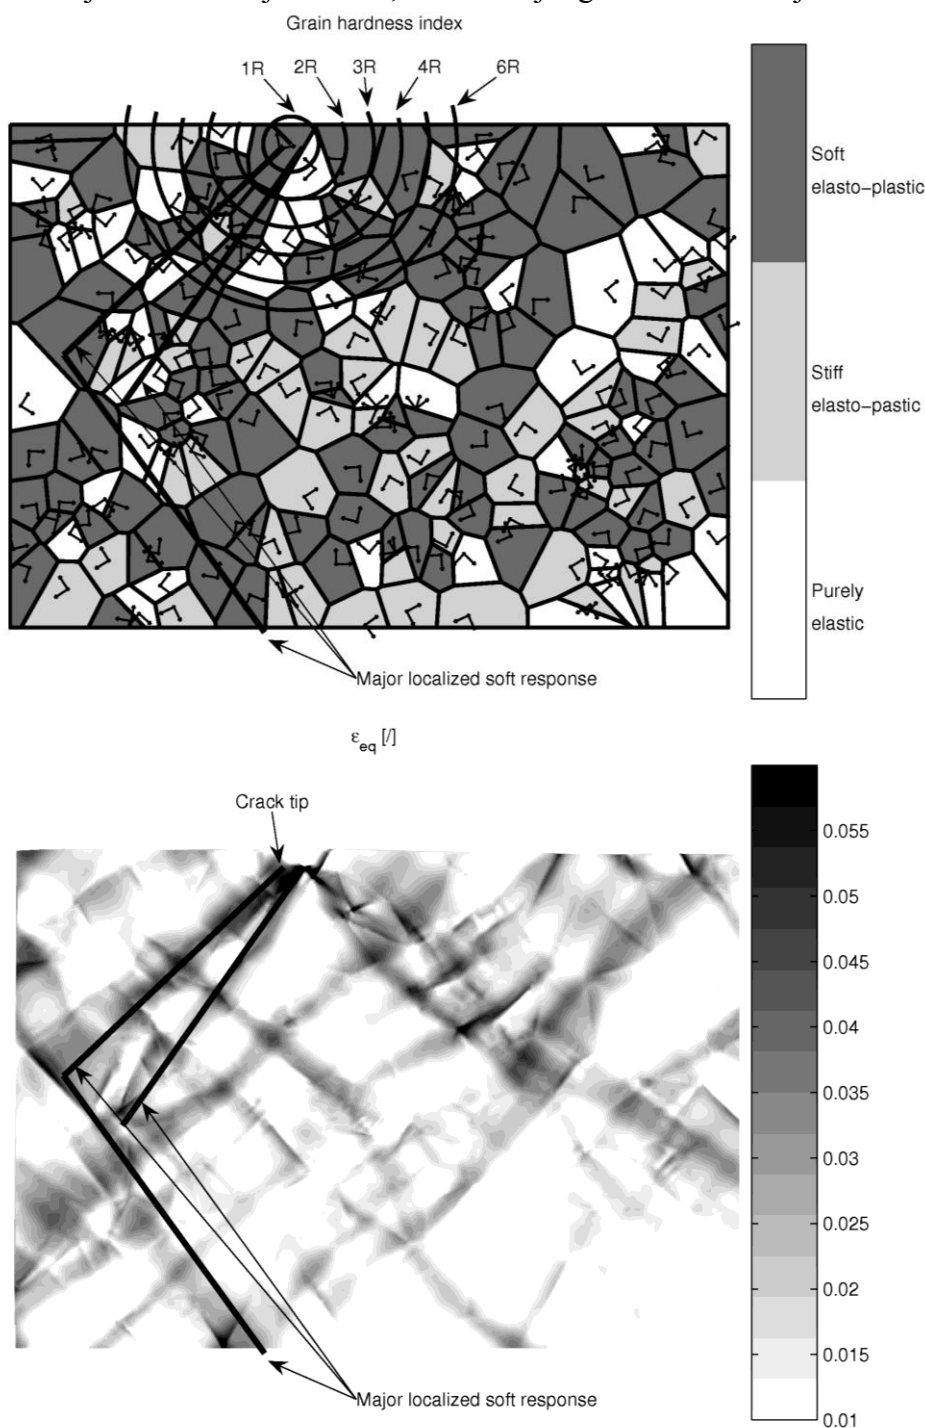 Grain hardness index
1R 2R 3R 4R 6R
Soft
elasto-plastic
Stiff
elasto-pastic
Purely
elastic
Major localized soft response
εeq [/]
Crack tip
0.055
0.05
0.045
0.04
0.035
0.03
0.025
0.02
0.015
0.01
Major localized soft response